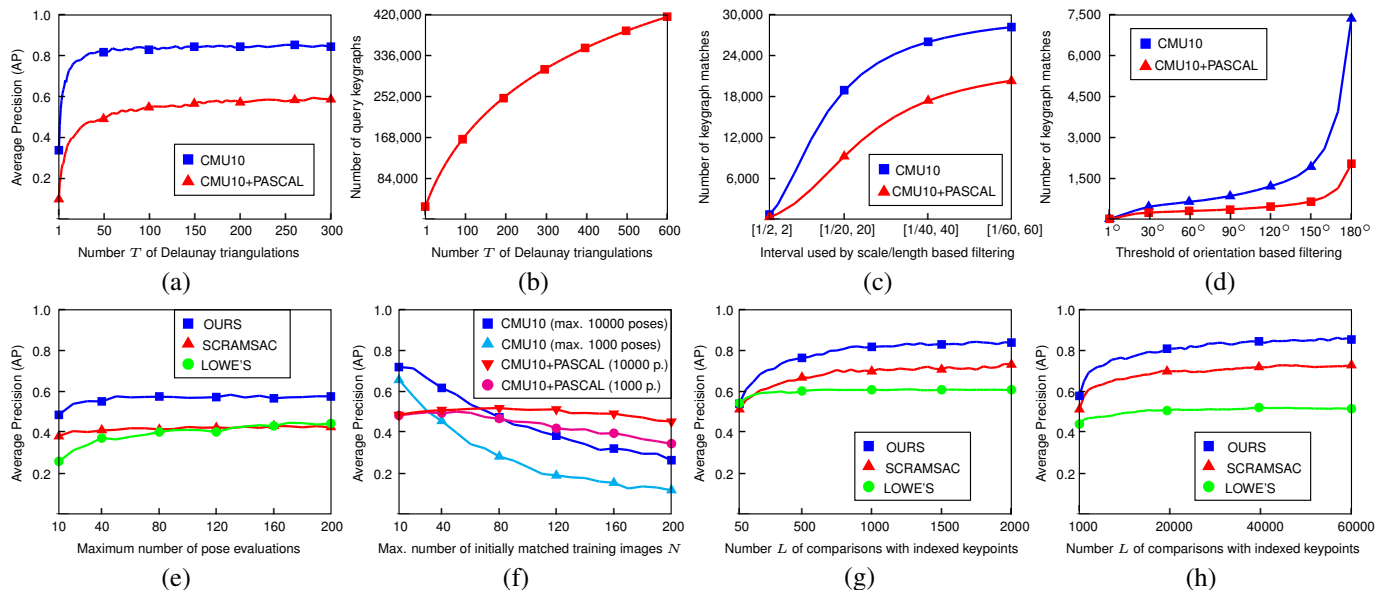 1.0
0.8
0.6
0.4
0.2
Average Precision (AP)
CMU10
CMU10+PASCAL
1 50 100 150 200 250 300
Number T of Delaunay triangulations
(a)
420,000
336,000
252,000
168,000
84,000
Number of query keygraphs
1 100 200 300 400 500 600
Number T of Delaunay triangulations
(b)
30,000
24,000
18,000
12,000
6,000
Number of keygraph matches
CMU10
CMU10+PASCAL
[1/2, 2] [1/20, 20] [1/40, 40] [1/60, 60]
Interval used by scale/length based filtering
(c)
7,500
6,000
4,500
3,000
1,500
Number of keygraph matches
CMU10
CMU10+PASCAL
1° 30° 60° 90° 120° 150° 180°
Threshold of orientation based filtering
(d)
1.0
0.8
0.6
0.4
0.2
Average Precision (AP)
OURS
SCRAMSAC
LOWE'S
10 40 80 120 160 200
Maximum number of pose evaluations
(e)
1.0
0.8
0.6
0.4
0.2
Average Precision (AP)
CMU10 (max. 10000 poses)
CMU10 (max. 1000 poses)
CMU10+PASCAL (10000 p.)
CMU10+PASCAL (1000 p.)
10 40 80 120 160 200
Max. number of initially matched training images N
(f)
1.0
0.8
0.6
0.4
0.2
Average Precision (AP)
OURS
SCRAMSAC
LOWE'S
50 500 1000 1500 2000
Number L of comparisons with indexed keypoints
(g)
1.0
0.8
0.6
0.4
0.2
Average Precision (AP)
OURS
SCRAMSAC
LOWE'S
1000 20000 40000 60000
Number L of comparisons with indexed keypoints
(h)